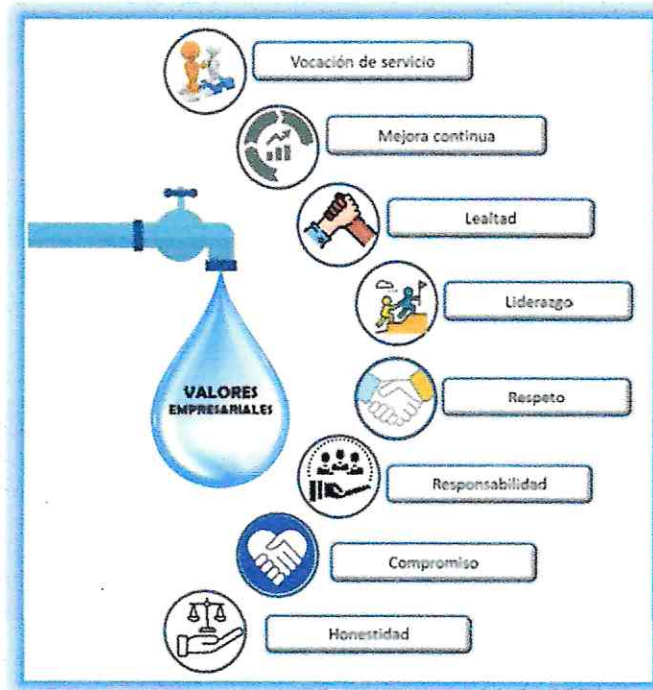 Vocación de servicio
Mejora continua
Lealtad
Liderazgo
VALORES
EMPRESARIALES
Respeto
Responsabilidad
Compromiso
Honestidad